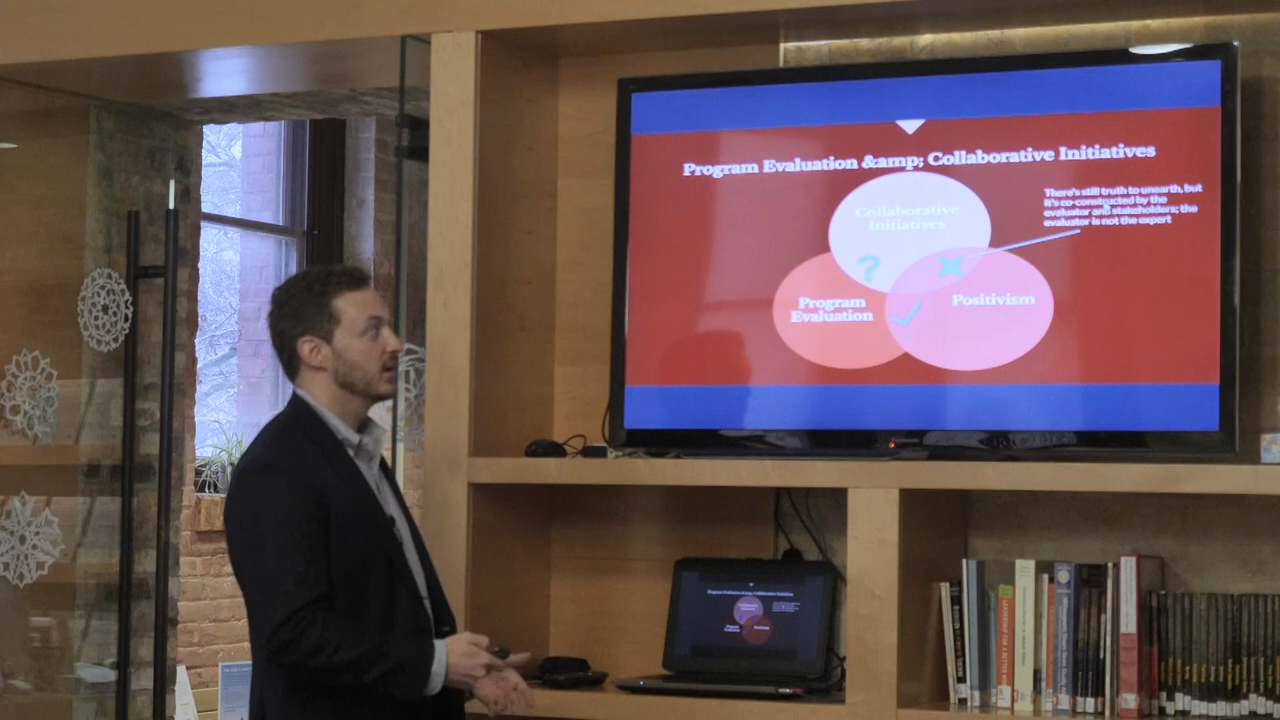 Program Evaluation &amp; Collaborative Initiatives
There's still truth to unearth, but
it's co-constructed by the
evaluator and stakeholders; the
evaluator is not the expert
Collaborative
Initiatives
?
Program
Evaluation
Positivism